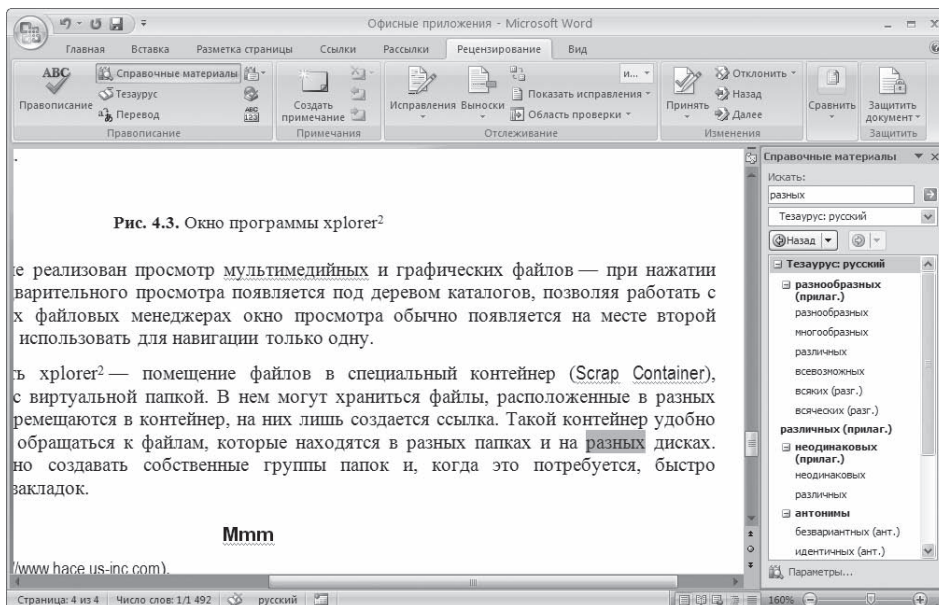 Офисные приложения - Microsoft Word
Главная Вставка Разметка страницы Ссылки Рассылки Рецензирование Вид
ABC
Правописание
Справочные материалы
Тезаурус
Перевод
ABC
123
Правописание
Создать
примечание
Примечания
Исправления
Выноски
И...
Показать исправления
Область проверки
Отслеживание
Принять
Отклонить
Назад
Далее
Изменения
Сравнить
Защитить
документ
Защитить
Рис. 4.3. Окно программы xplorer²
е реализован просмотр мультимедийных и графических файлов — при нажатии
варительного просмотра появляется под деревом каталогов, позволяя работать с
х файловых менеджерах окно просмотра обычно появляется на месте второй
использовать для навигации только одну.
ь xplorer² — помещение файлов в специальный контейнер (Scrap Container),
с виртуальной папкой. В нем могут храниться файлы, расположенные в разных
ремещаются в контейнер, на них лишь создается ссылка. Такой контейнер удобно
обращаться к файлам, которые находятся в разных папках и на разных дисках.
но создавать собственные группы папок и, когда это потребуется, быстро
закладок.
Mmm
/www hace us-inc com).
Справочные материалы
Искать:
разных
Тезаурус: русский
Назад
Тезаурус: русский
разнообразных
(прилаг.)
разнообразных
многообразных
различных
всевозможных
всяких (разг.)
всяческих (разг.)
различных (прилаг.)
неодинаковых
(прилаг.)
неодинаковых
различных
антонимы
безвариантных (ант.)
идентичных (ант.)
Параметры...
Страница: 4 из 4 Число слов: 1/1 492 русский 160%